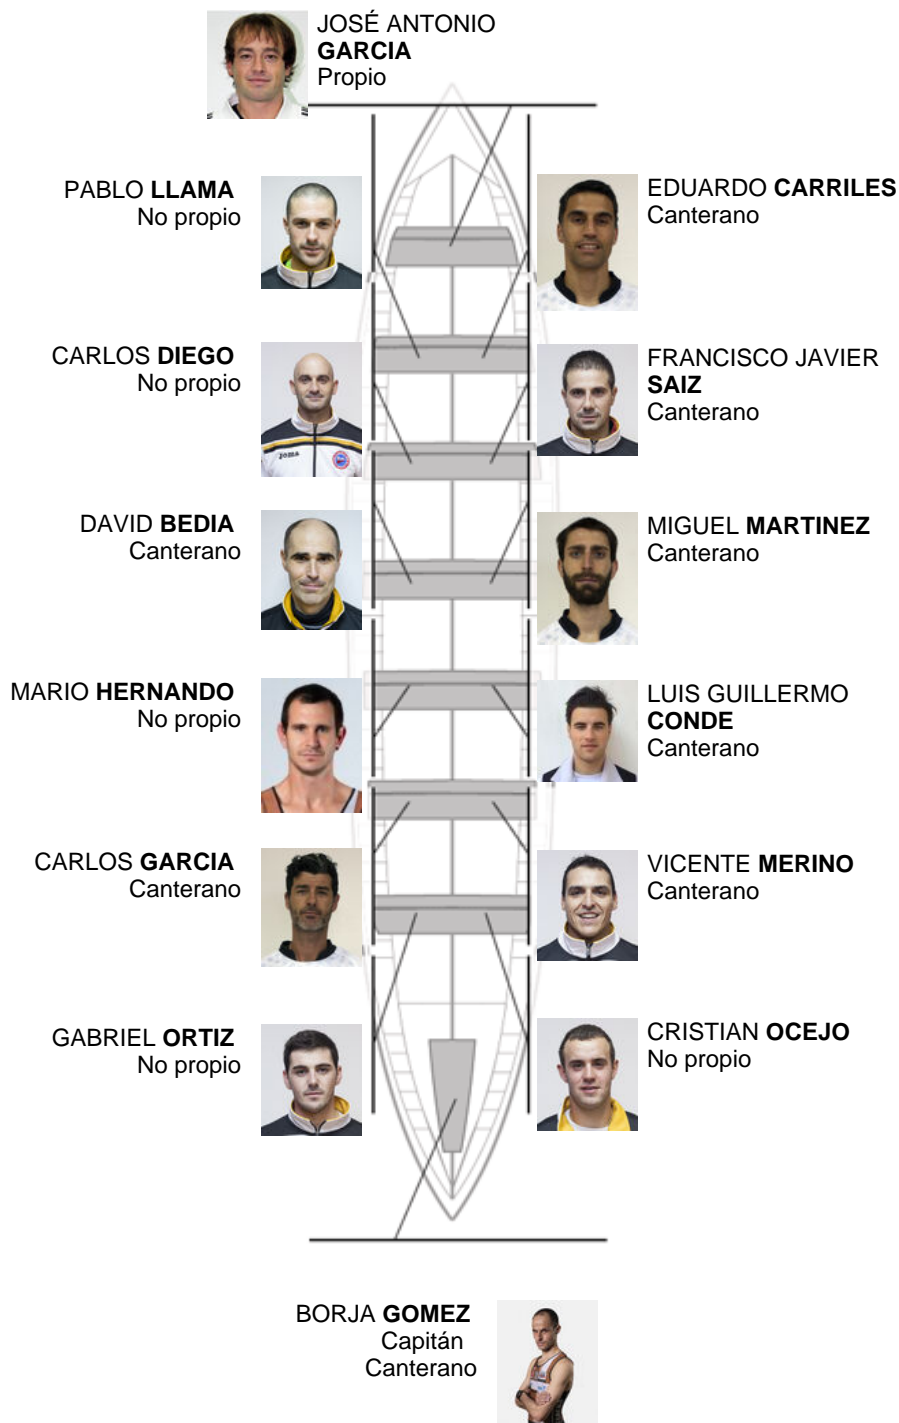 JOSÉ ANTONIO
GARCIA
Propio
PABLO LLAMA
No propio
EDUARDO CARRILES
Canterano
CARLOS DIEGO
No propio
FRANCISCO JAVIER
SAIZ
Canterano
JOMA
DAVID BEDIA
Canterano
MIGUEL MARTINEZ
Canterano
MARIO HERNANDO
No propio
LUIS GUILLERMO
CONDE
Canterano
CARLOS GARCIA
Canterano
VICENTE MERINO
Canterano
GABRIEL ORTIZ
No propio
CRISTIAN OCEJO
No propio
BORJA GOMEZ
Capitán
Canterano